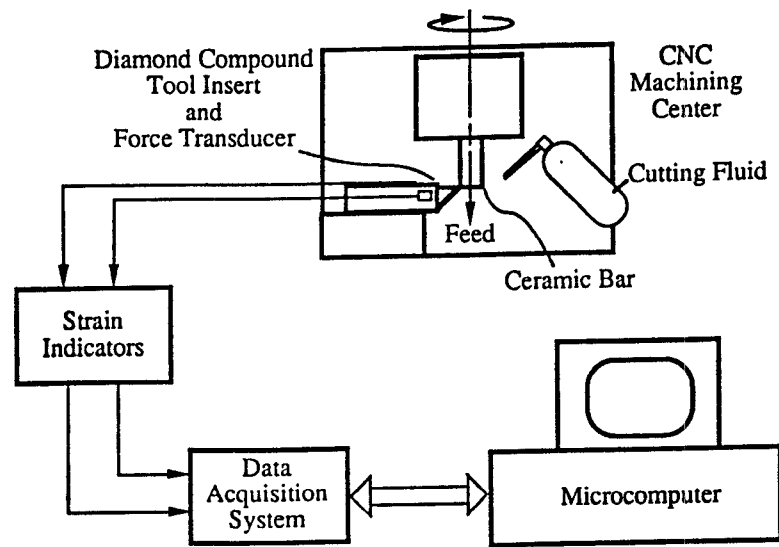 Diamond Compound
Tool Insert
and
Force Transducer
CNC
Machining
Center
Cutting Fluid
Feed
Ceramic Bar
Strain
Indicators
Data
Acquisition
System
Microcomputer